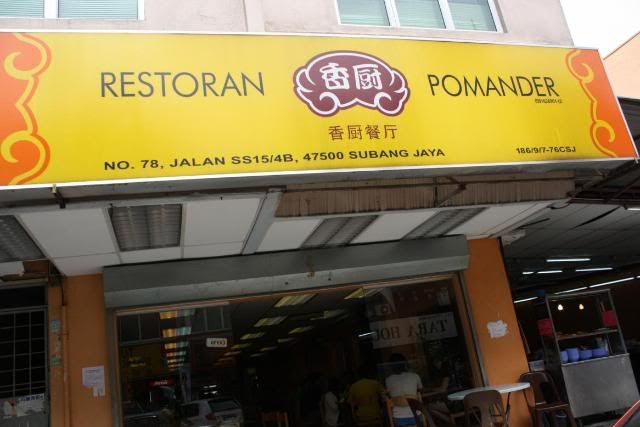 RESTORAN 香厨 POMANDER
香厨餐厅
NO. 78, JALAN SS15/4B, 47500 SUBANG JAYA
186/9/7-76CSJ